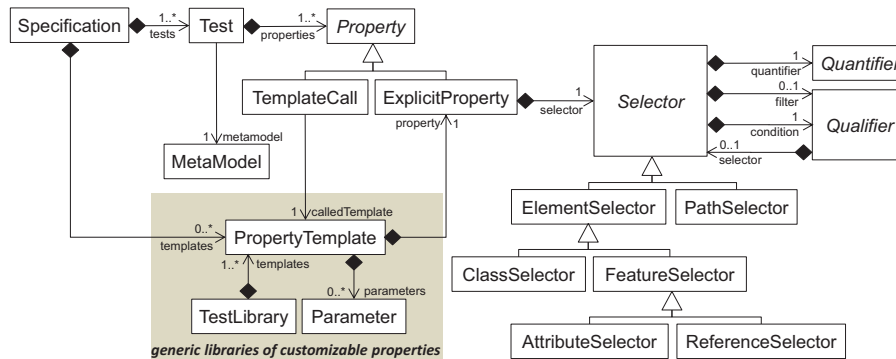 Specification
1..*
tests
Test
1..*
properties
Property
TemplateCall
ExplicitProperty
property
1
1
selector
Selector
1
quantifier
Quantifier
0..1
filter
1
condition
Qualifier
0..1
selector
1
metamodel
MetaModel
ElementSelector
PathSelector
ClassSelector
FeatureSelector
AttributeSelector
ReferenceSelector
0..*
templates
1
calledTemplate
PropertyTemplate
1..*
templates
0..*
parameters
TestLibrary
Parameter
generic libraries of customizable properties